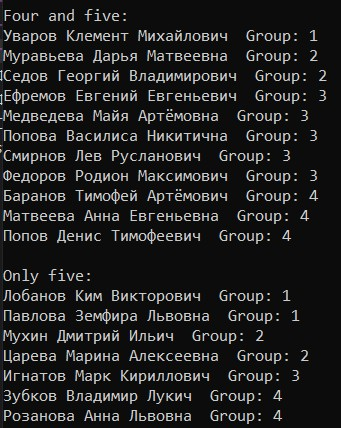 Four and five:
Уваров Клемент Михайлович  Group: 1
Муравьева Дарья Матвеевна  Group: 2
Седов Георгий Владимирович  Group: 2
Ефремов Евгений Евгеньевич  Group: 3
Медведева Майя Артёмовна  Group: 3
Попова Василиса Никитична  Group: 3
Смирнов Лев Русланович  Group: 3
Федоров Родион Максимович  Group: 3
Баранов Тимофей Артёмович  Group: 4
Матвеева Анна Евгеньевна  Group: 4
Попов Денис Тимофеевич  Group: 4

Only five:
Лобанов Ким Викторович  Group: 1
Павлова Земфира Львовна  Group: 1
Мухин Дмитрий Ильич  Group: 2
Царева Марина Алексеевна  Group: 2
Игнатов Марк Кириллович  Group: 3
Зубков Владимир Лукич  Group: 4
Розанова Анна Львовна  Group: 4